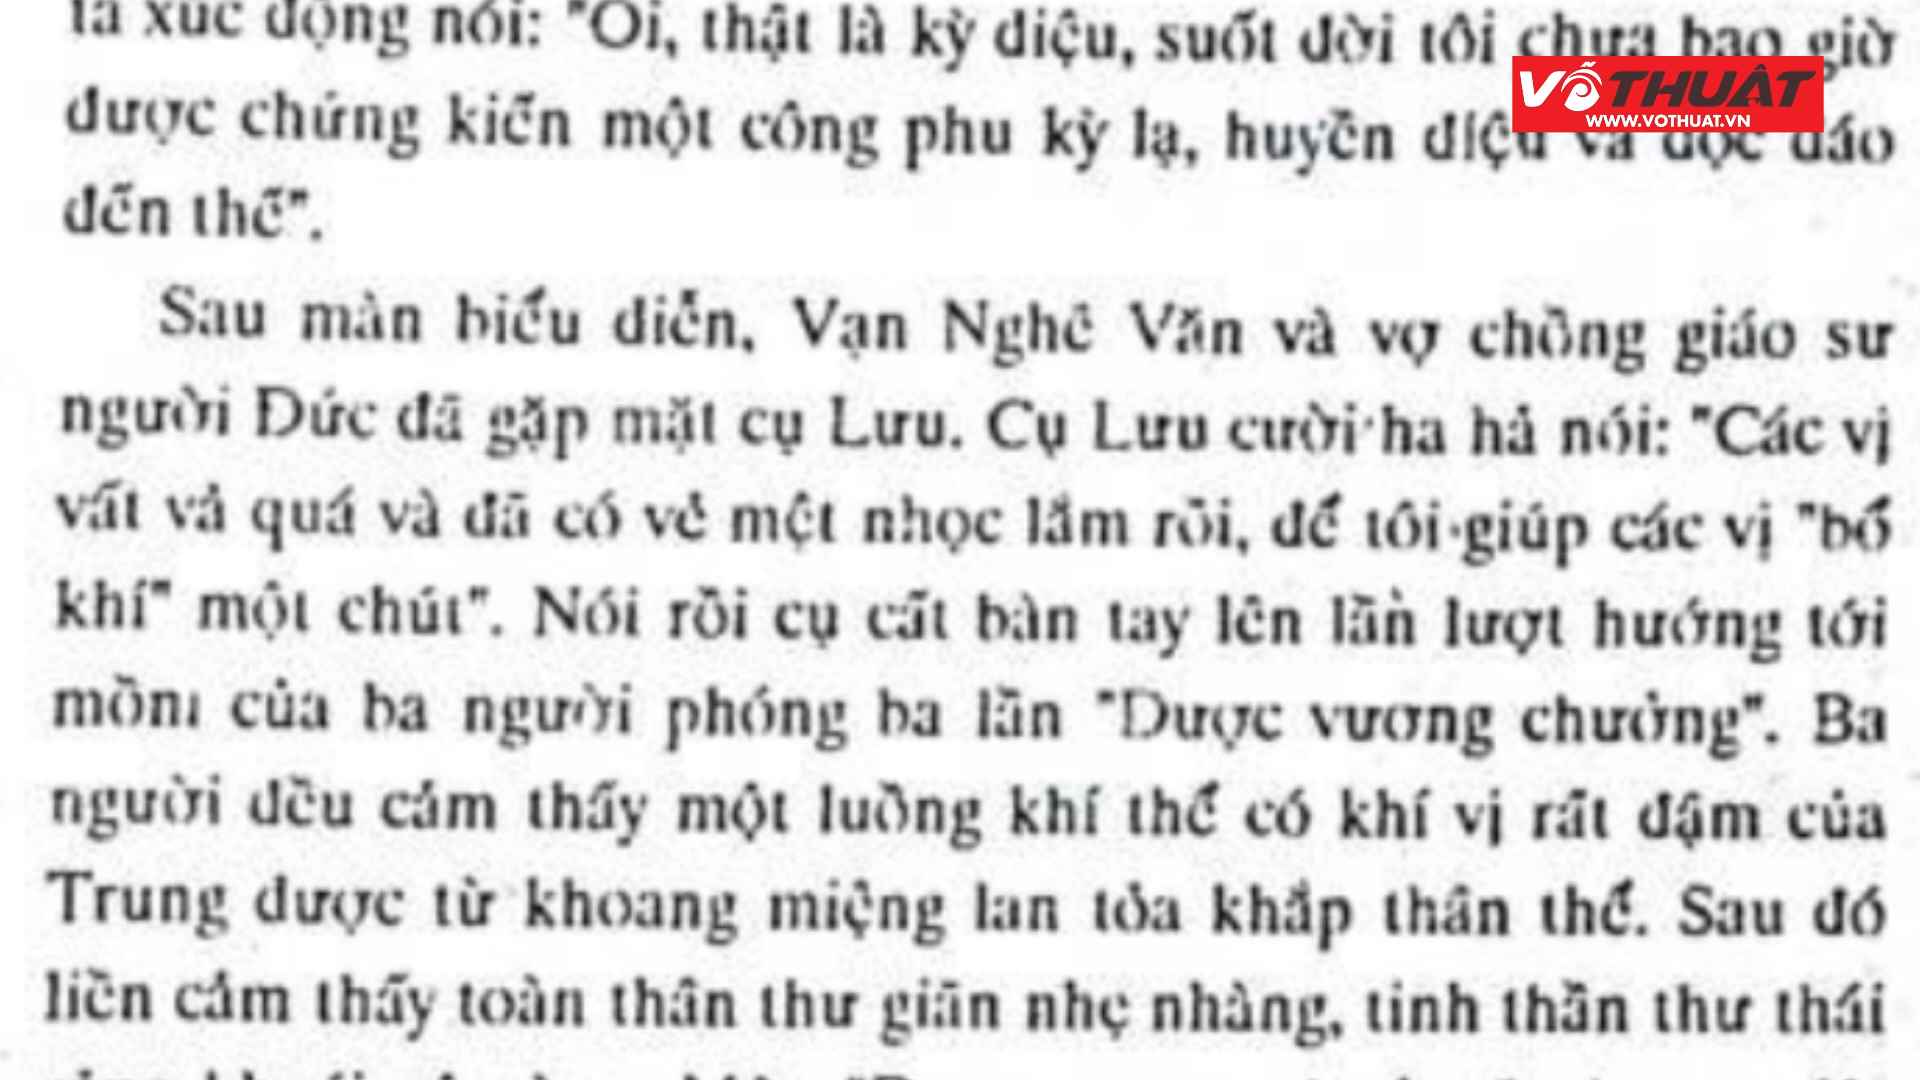 ta xúc động nói: "Ôi, thật là kỳ diệu, suốt đời tôi chưa bao giờ
được chứng kiến một công phu kỳ lạ, huyền diệu và độc đáo
đến thế".
VÕ THUẬT
WWW.VOTHUAT.VN
Sau màn biểu diễn, Vạn Nghê Văn và vợ chồng giáo sư
người Đức đã gặp mặt cụ Lưu. Cụ Lưu cười ha hả nói: "Các vị
vất vả quá và đã có vẻ mệt nhọc lắm rồi, để tôi giúp các vị "bổ
khí" một chút". Nói rồi cụ cất bàn tay lên lần lượt hướng tới
mồm của ba người phóng ba lần "Dược vương chưởng". Ba
người đều cảm thấy một luồng khí thể có khí vị rất đậm của
Trung dược từ khoang miệng lan tỏa khắp thân thể. Sau đó
liền cảm thấy toàn thân thư giãn nhẹ nhàng, tinh thần thư thái